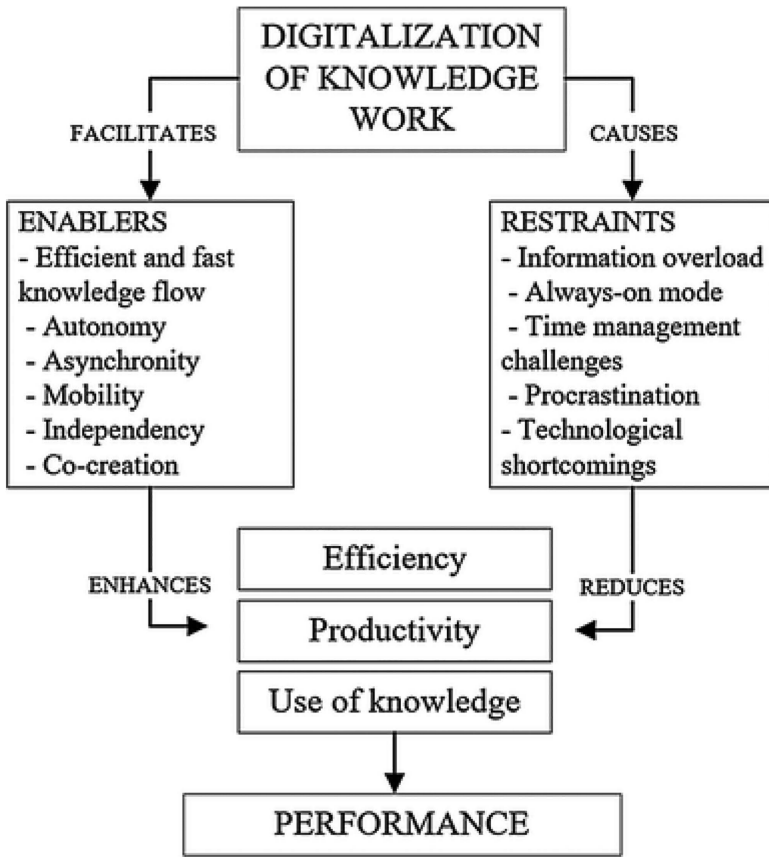 DIGITALIZATION
OF KNOWLEDGE
WORK
FACILITATES
CAUSES
ENABLERS
- Efficient and fast
knowledge flow
- Autonomy
- Asynchronity
- Mobility
- Independency
- Co-creation
RESTRAINTS
- Information overload
- Always-on mode
- Time management
challenges
- Procrastination
- Technological
shortcomings
ENHANCES
REDUCES
Efficiency
Productivity
Use of knowledge
PERFORMANCE